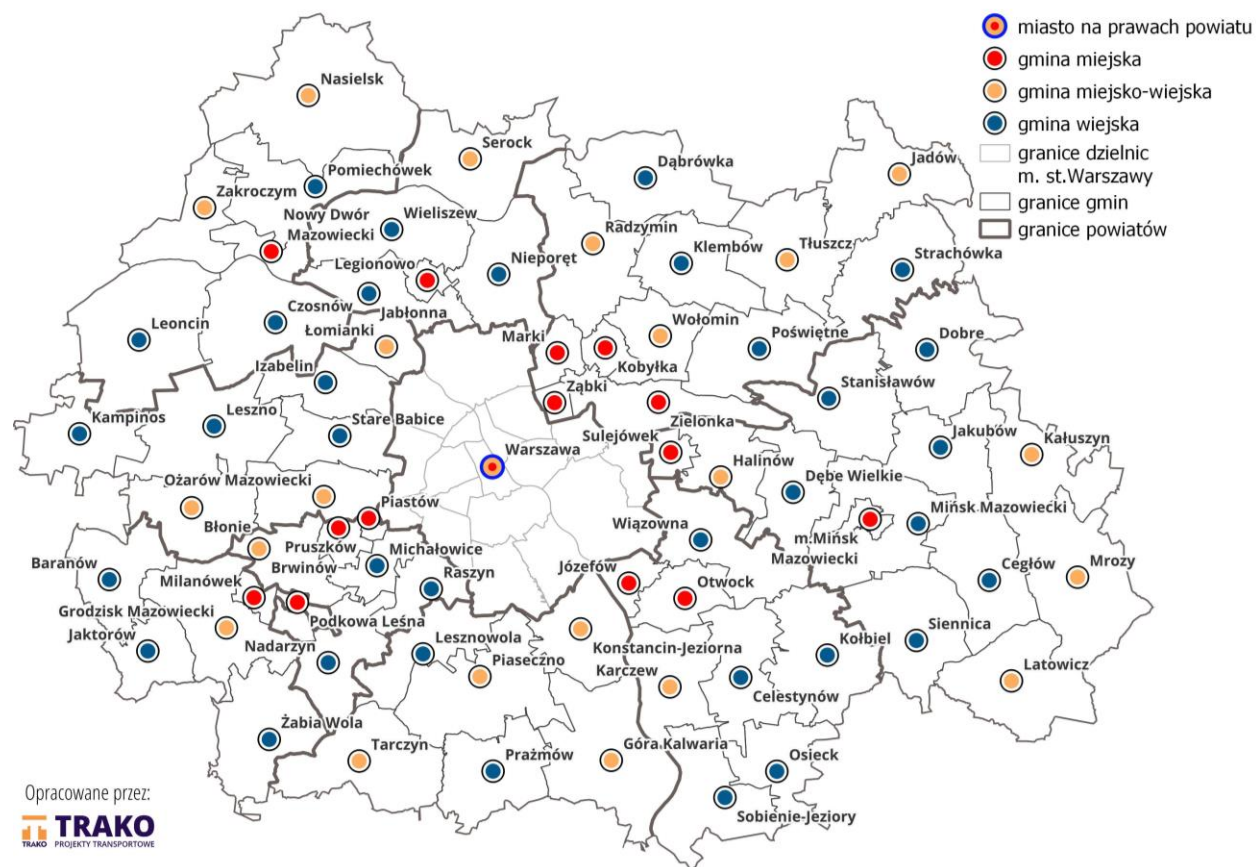 miasto na prawach powiatu
gmina miejska
gmina miejsko-wiejska
gmina wiejska
granice dzielnic
m. st.Warszawy
granice gmin
granice powiatów
Nasielsk
Serock
Dąbrówka
Jadów
Pomiechówek
Zakroczym
Nowy Dwór
Mazowiecki
Wieliszew
Radzymin
Klembów
Tłuszcz
Strachówka
Legionowo
Nieporęt
Jabłonna
Czosnów
Leoncin
Łomianki
Marki
Kobyłka
Wołomin
Poświętne
Dobre
Izabelin
Ząbki
Zielonka
Stanisławów
Kampinos
Leszno
Stare Babice
Warszawa
Sulejówek
Halinów
Jakubów
Kałuszyn
Ożarów Mazowiecki
Dębe Wielkie
Błonie
Piastów
Wiązowna
m.Mińsk
Mazowiecki
Mińsk Mazowiecki
Pruszków
Brwinów
Michałowice
Baranów
Milanówek
Raszyn
Józefów
Otwock
Cegłów
Mrozy
Grodzisk Mazowiecki
Podkowa Leśna
Jaktorów
Nadarzyn
Lesznowola
Konstancin-Jeziorna
Kołbiel
Siennica
Piaseczno
Karczew
Celestynów
Latowicz
Żabia Wola
Tarczyn
Prażmów
Góra Kalwaria
Osieck
Sobienie-Jeziory
Opracowane przez:
TRAKO
TRAKO
PROJEKTY TRANSPORTOWE